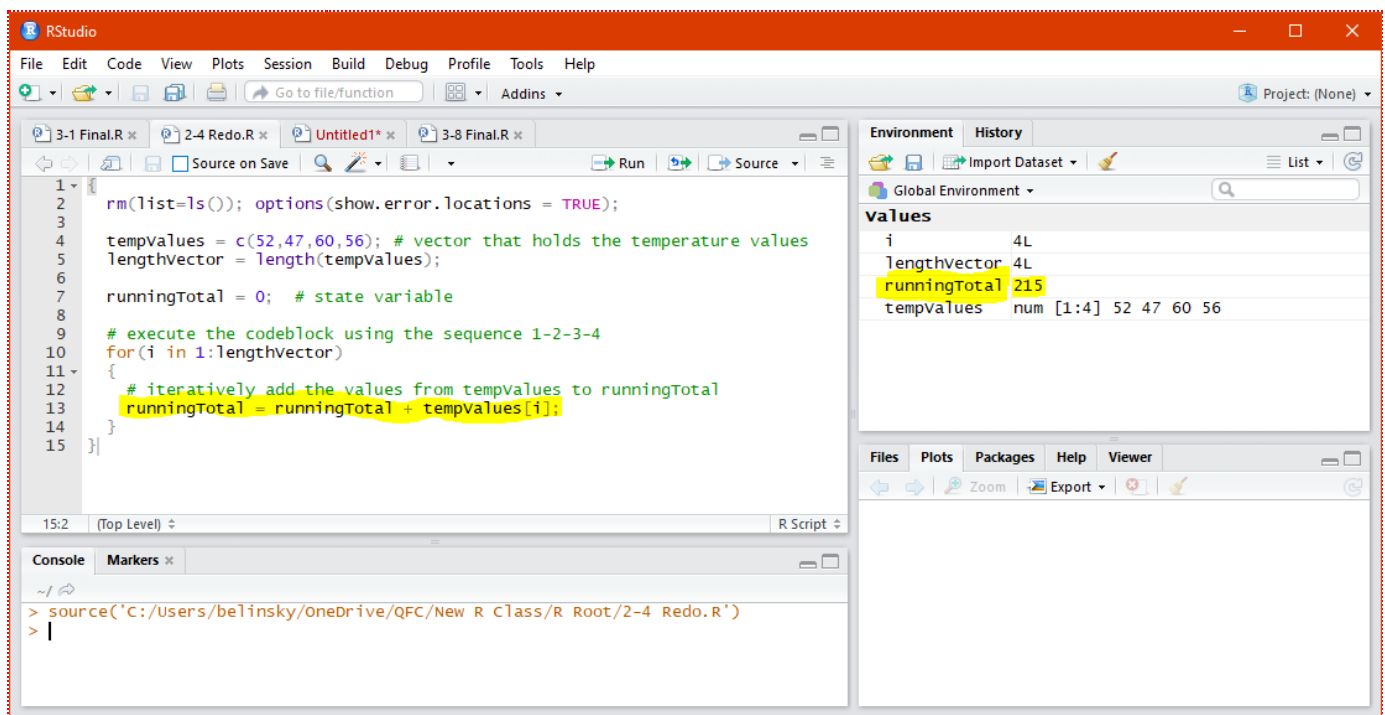 RStudio
File Edit Code View Plots Session Build Debug Profile Tools Help
Go to file/function Addins Project: (None)
3-1 Final.R 2-4 Redo.R Untitled1* 3-8 Final.R
Source on Save Run Source
1 {
2 rm(list=ls()); options(show.error.locations = TRUE);
3
4 tempValues = c(52,47,60,56); # vector that holds the temperature values
5 lengthVector = length(tempValues);
6
7 runningTotal = 0; # state variable
8
9 # execute the codeblock using the sequence 1-2-3-4
10 for(i in 1:lengthVector)
11 {
12 # iteratively add the values from tempValues to runningTotal
13 runningTotal = runningTotal + tempValues[i];
14 }
15 }
15:2 (Top Level) R Script
Console Markers
~/
> source('C:/Users/belinsky/OneDrive/QFC/New R Class/R Root/2-4 Redo.R')
>
Environment History
Import Dataset List
Global Environment
Values
i 4L
lengthVector 4L
runningTotal 215
tempValues num [1:4] 52 47 60 56
Files Plots Packages Help Viewer
Zoom Export